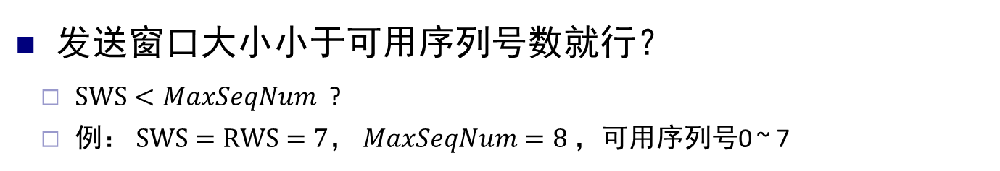 发送窗口大小小于可用序列号数就行？
SWS < MaxSeqNum ?
例： SWS = RWS = 7， MaxSeqNum = 8 ，可用序列号0 ~ 7